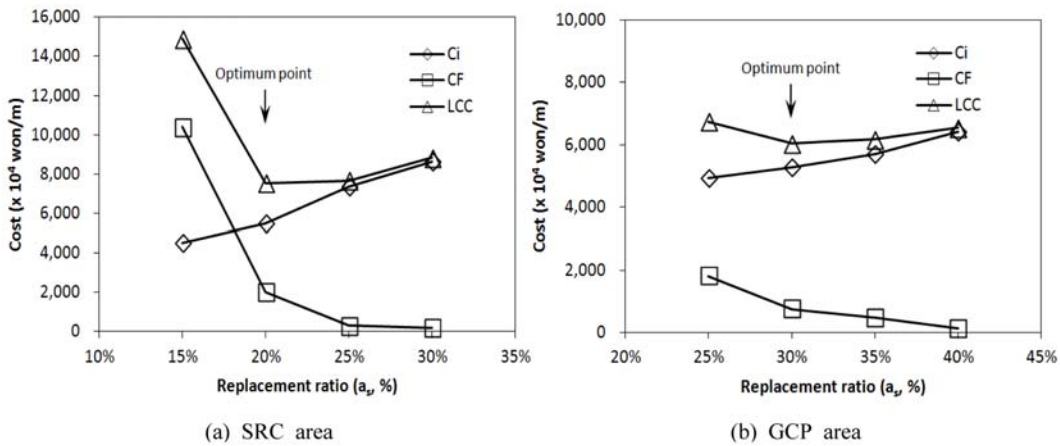 16,000
14,000
12,000
10,000
8,000
6,000
4,000
2,000
0
10%
15%
20%
25%
30%
35%
Cost (x 10⁴ won/m)
Replacement ratio (aₛ, %)
Optimum point
Ci
CF
LCC
(a) SRC area
10,000
8,000
6,000
4,000
2,000
0
20%
25%
30%
35%
40%
45%
Cost (x 10⁴ won/m)
Replacement ratio (aₛ, %)
Optimum point
Ci
CF
LCC
(b) GCP area